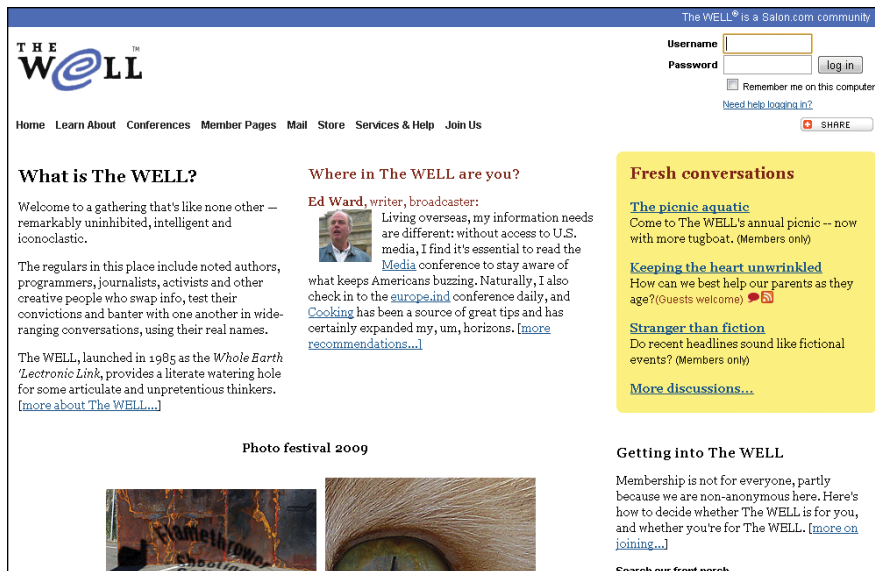 The WELL® is a Salon.com community
THE
WELL™
Username
Password
log in
Remember me on this computer
Need help logging in?
Home Learn About Conferences Member Pages Mail Store Services & Help Join Us
SHARE
What is The WELL?
Welcome to a gathering that's like none other —
remarkably uninhibited, intelligent and
iconoclastic.
The regulars in this place include noted authors,
programmers, journalists, activists and other
creative people who swap info, test their
convictions and banter with one another in wide-
ranging conversations, using their real names.
The WELL, launched in 1985 as the Whole Earth
'Lectronic Link, provides a literate watering hole
for some articulate and unpretentious thinkers.
[more about The WELL...]
Where in The WELL are you?
Ed Ward, writer, broadcaster:
Living overseas, my information needs
are different: without access to U.S.
media, I find it's essential to read the
Media conference to stay aware of
what keeps Americans buzzing. Naturally, I also
check in to the europe.ind conference daily, and
Cooking has been a source of great tips and has
certainly expanded my, um, horizons. [more
recommendations...]
Fresh conversations
The picnic aquatic
Come to The WELL's annual picnic -- now
with more tugboat. (Members only)
Keeping the heart unwrinkled
How can we best help our parents as they
age?(Guests welcome)
Stranger than fiction
Do recent headlines sound like fictional
events? (Members only)
More discussions...
Photo festival 2009
Flamethrower
Shooting
Getting into The WELL
Membership is not for everyone, partly
because we are non-anonymous here. Here's
how to decide whether The WELL is for you,
and whether you're for The WELL. [more on
joining...]
Search our front porch